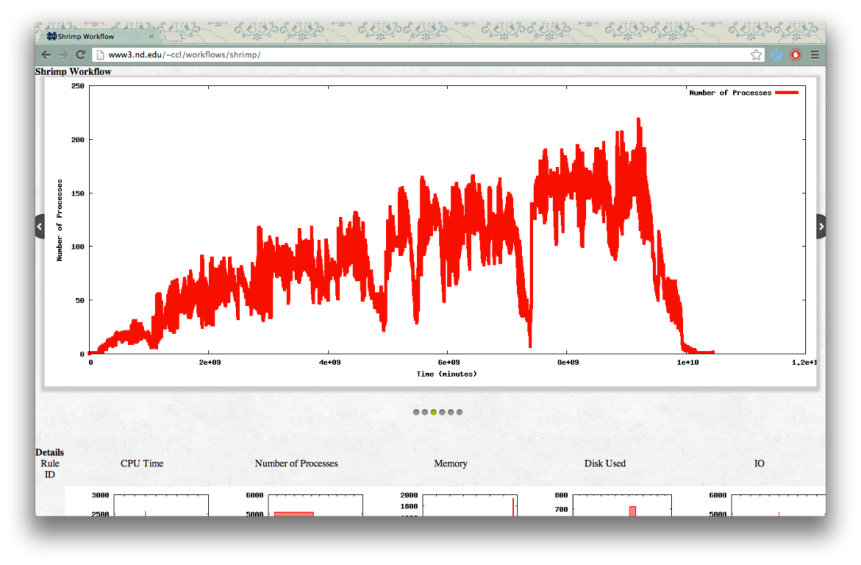 Shrimp Workflow
www3.nd.edu/~ccl/workflows/shrimp/
Shrimp Workflow
Number of Processes
250
200
150
100
50
0
Number of Processes
0 2e+09 4e+09 6e+09 8e+09 1e+10 1.2e+1
Time (minutes)
Details
Rule ID CPU Time Number of Processes Memory Disk Used IO
3000 6000 2000 800 6000
2500 5000 1800 700 5000